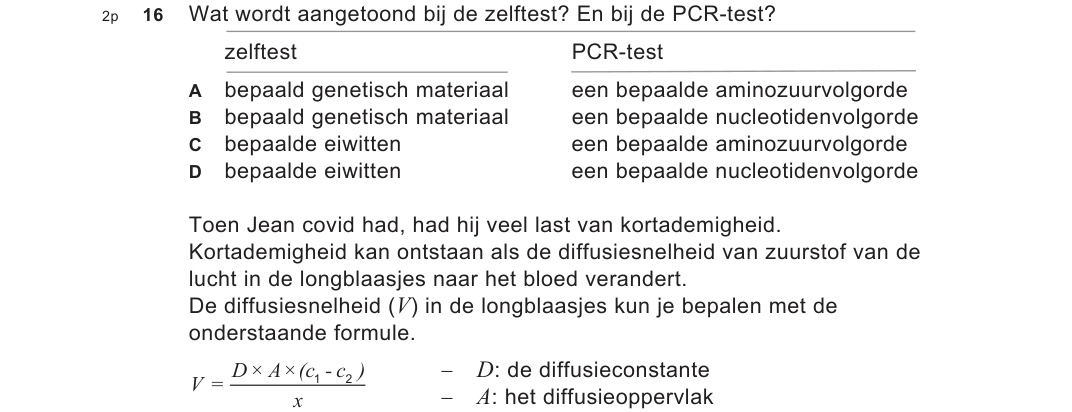 2p 16 Wat wordt aangetoond bij de zelftest? En bij de PCR-test?
zelftest PCR-test
A bepaald genetisch materiaal een bepaalde aminozuurvolgorde
B bepaald genetisch materiaal een bepaalde nucleotidenvolgorde
C bepaalde eiwitten een bepaalde aminozuurvolgorde
D bepaalde eiwitten een bepaalde nucleotidenvolgorde
Toen Jean covid had, had hij veel last van kortademigheid.
Kortademigheid kan ontstaan als de diffusiesnelheid van zuurstof van de
lucht in de longblaasjes naar het bloed verandert.
De diffusiesnelheid (V) in de longblaasjes kun je bepalen met de
onderstaande formule.
V = D × A × (c₁ - c₂) / x
– D: de diffusieconstante
– A: het diffusieoppervlak